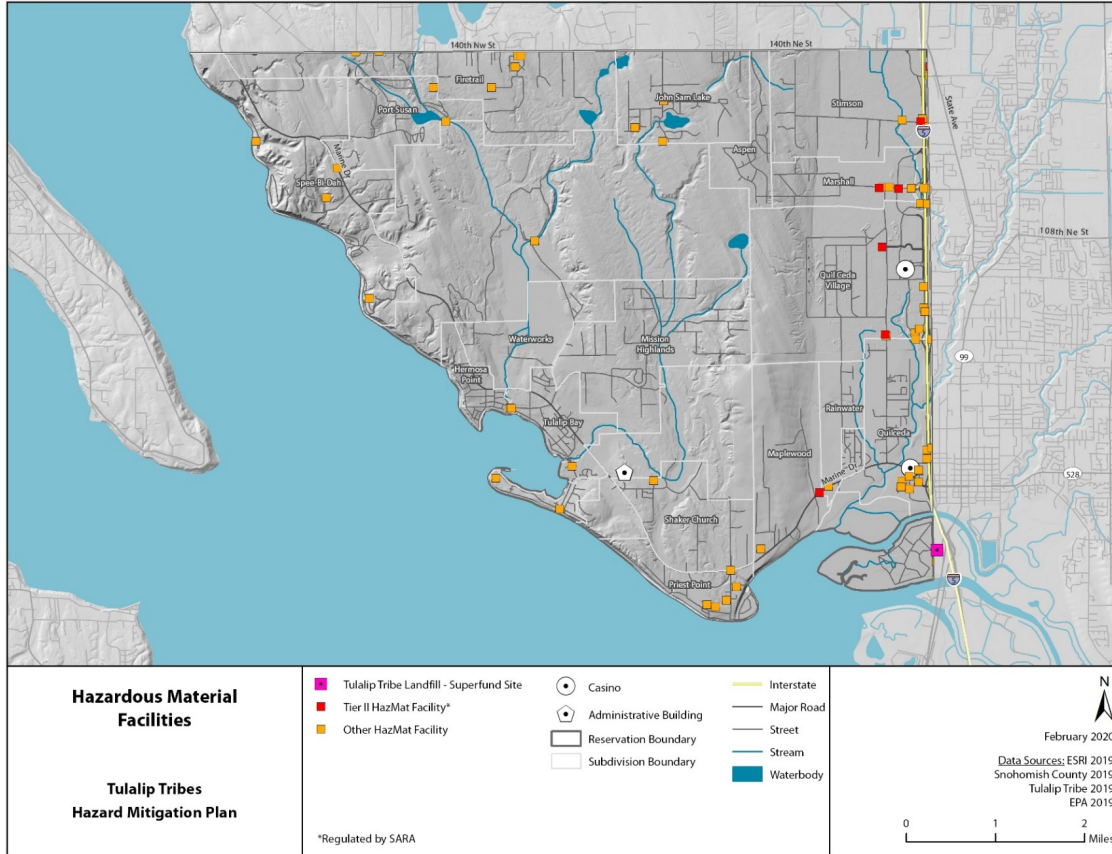 140th Nw St
140th Ne St
Firetrail
Port Susan
John Sam Lake
Stimson
State Ave
5
Marine Dr
Spee-Bi-Dah
Aspen
Marshall
108th Ne St
Quil Ceda
Village
Waterworks
Mission
Highlands
99
Hermosa
Point
Tulalip Bay
Rainwater
Quilceda
Maplewood
Marine Dr
528
Shaker Church
Priest Point
5
Hazardous Material
Facilities
Tulalip Tribes
Hazard Mitigation Plan
Tulalip Tribe Landfill - Superfund Site
Tier II HazMat Facility*
Other HazMat Facility
*Regulated by SARA
Casino
Administrative Building
Reservation Boundary
Subdivision Boundary
Interstate
Major Road
Street
Stream
Waterbody
N
February 2020
Data Sources: ESRI 2019
Snohomish County 2019
Tulalip Tribe 2019
EPA 2019
0 1 2
Miles